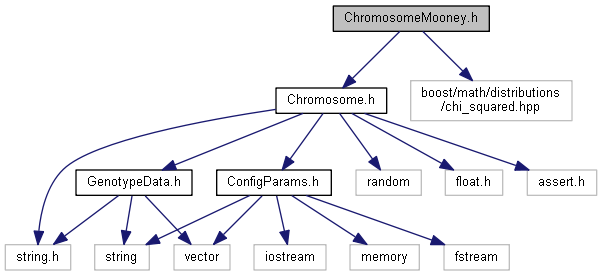 ChromosomeMooney.h
Chromosome.h
boost/math/distributions
/chi_squared.hpp
GenotypeData.h
ConfigParams.h
random
float.h
assert.h
string.h
string
vector
iostream
memory
fstream